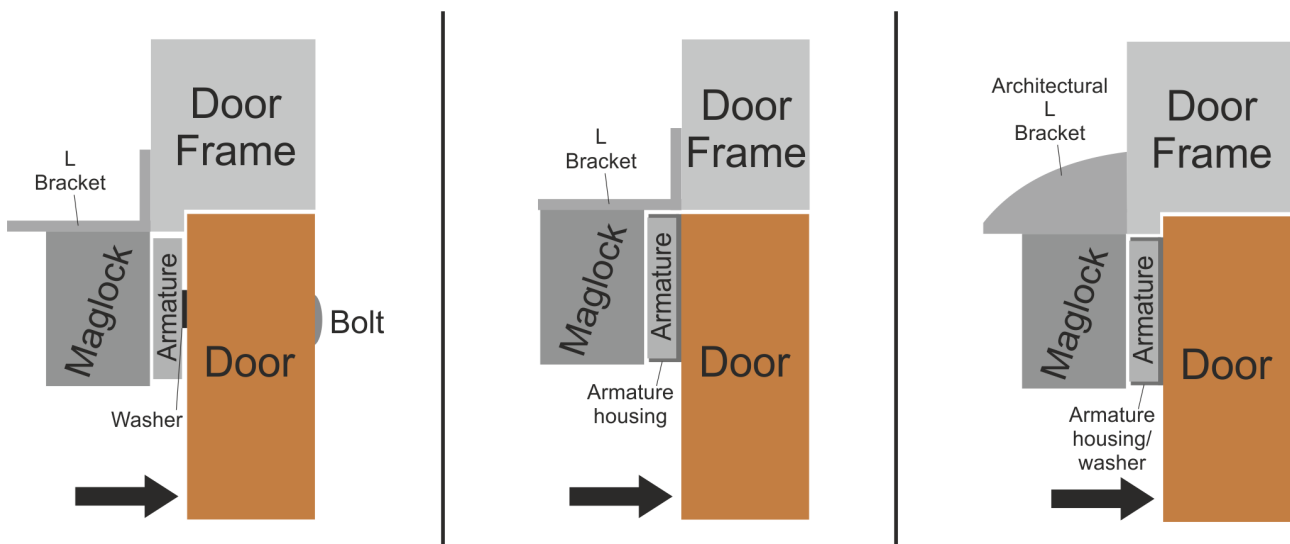 Door
Frame
L
Bracket
Maglock
Armature
Door
Bolt
Washer
Door
Frame
L
Bracket
Maglock
Armature
Door
Armature
housing
Architectural
L
Bracket
Door
Frame
Maglock
Armature
Door
Armature
housing/
washer